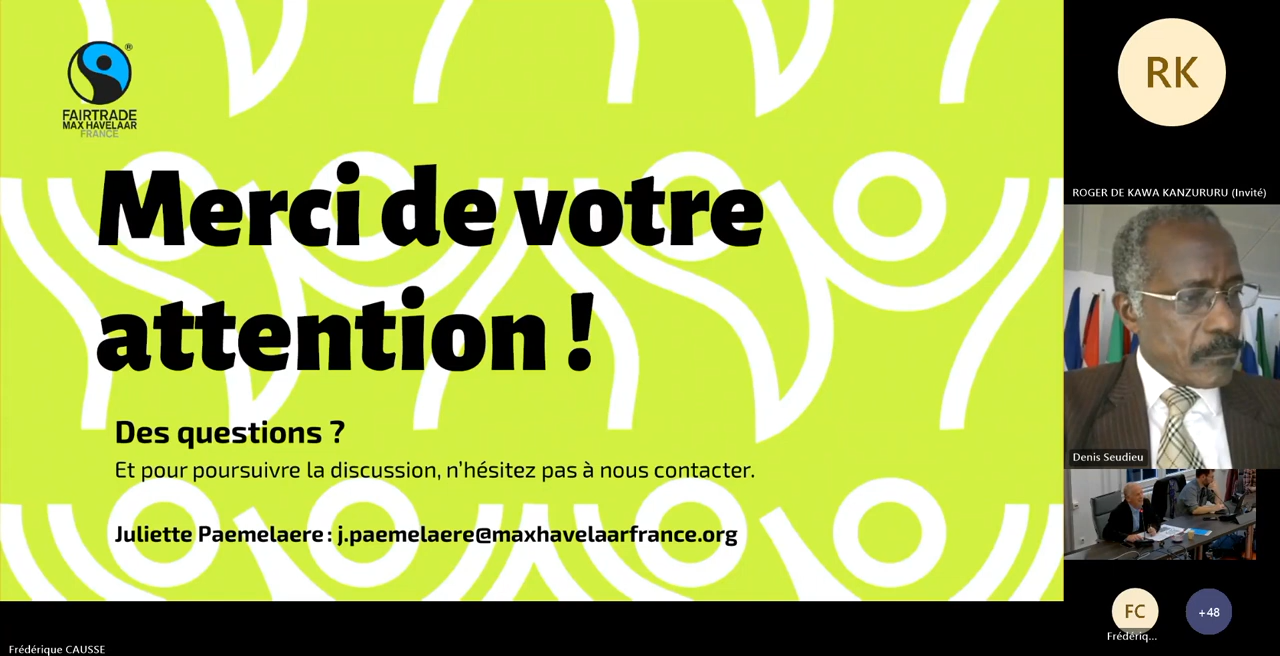 ®
FAIRTRADE
MAX HAVELAAR
FRANCE
Merci de votre
attention !
Des questions ?
Et pour poursuivre la discussion, n'hésitez pas à nous contacter.
Juliette Paemelaere : j.paemelaere@maxhavelaarfrance.org
Frédérique CAUSSE
RK
ROGER DE KAWA KANZURURU (Invité)
Denis Seudieu
FC
Frédériq...
+48